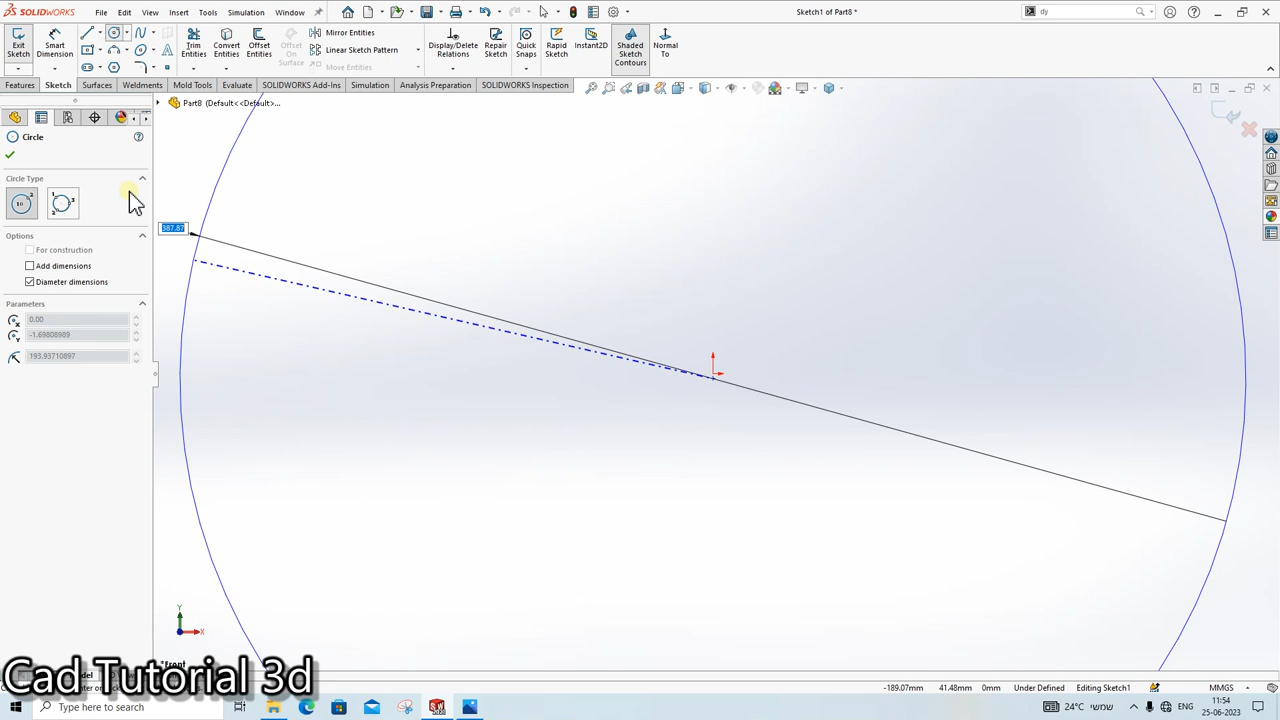 SOLIDWORKS File Edit View Insert Tools Simulation Window Sketch1 of Part8 * dy
Exit Sketch Smart Dimension Trim Entities Convert Entities Offset Entities Offset On Surface Mirror Entities Linear Sketch Pattern Move Entities Display/Delete Relations Repair Sketch Quick Snaps Rapid Sketch Instant2D Shaded Sketch Contours Normal To
Features Sketch Surfaces Weldments Mold Tools Evaluate SOLIDWORKS Add-Ins Simulation Analysis Preparation SOLIDWORKS Inspection
Part8 (Default<<Default>...
Circle
Circle Type
387.87
Options
For construction
Add dimensions
Diameter dimensions
Parameters
0.00
-1.69808989
193.93710897
Y
X
*Front
Cad Tutorial 3d
-189.07mm 41.48mm 0mm Under Defined Editing Sketch1 MMGS
Type here to search
24°C שמשי ENG 11:54
25-06-2023